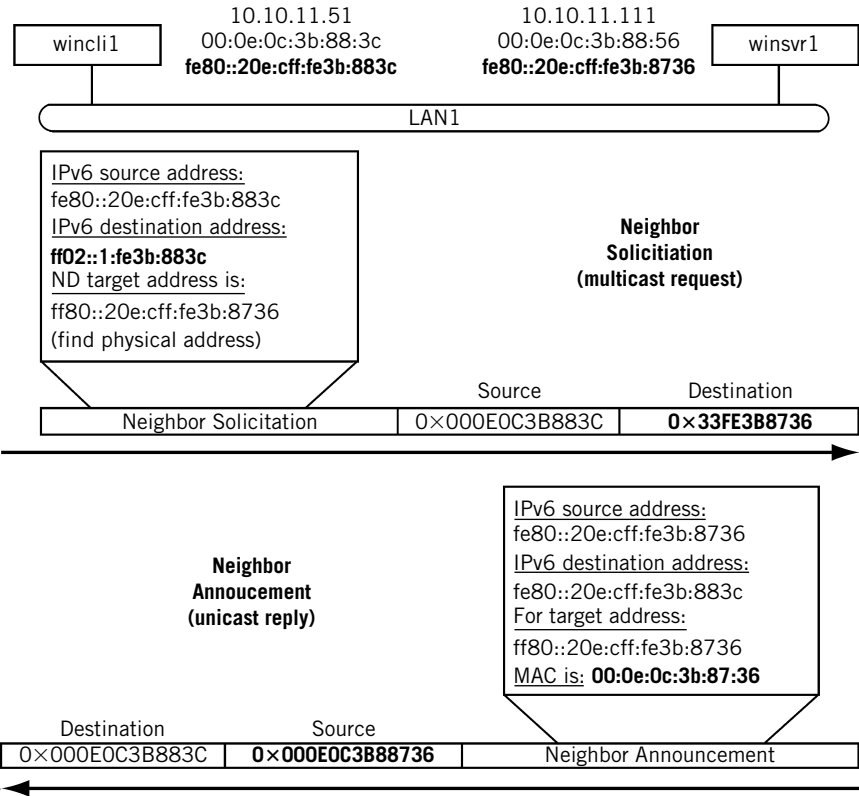 wincli1
10.10.11.51
00:0e:0c:3b:88:3c
fe80::20e:cff:fe3b:883c
10.10.11.111
00:0e:0c:3b:88:56
fe80::20e:cff:fe3b:8736
winsvr1
LAN1
IPv6 source address:
fe80::20e:cff:fe3b:883c
IPv6 destination address:
ff02::1:fe3b:883c
ND target address is:
ff80::20e:cff:fe3b:8736
(find physical address)
Neighbor
Solicitiation
(multicast request)
Source
Destination
Neighbor Solicitation
0×000E0C3B883C
0×33FE3B8736
Neighbor
Annoucement
(unicast reply)
IPv6 source address:
fe80::20e:cff:fe3b:8736
IPv6 destination address:
fe80::20e:cff:fe3b:883c
For target address:
ff80::20e:cff:fe3b:8736
MAC is: 00:0e:0c:3b:87:36
Destination
Source
0×000E0C3B883C
0×000E0C3B88736
Neighbor Announcement